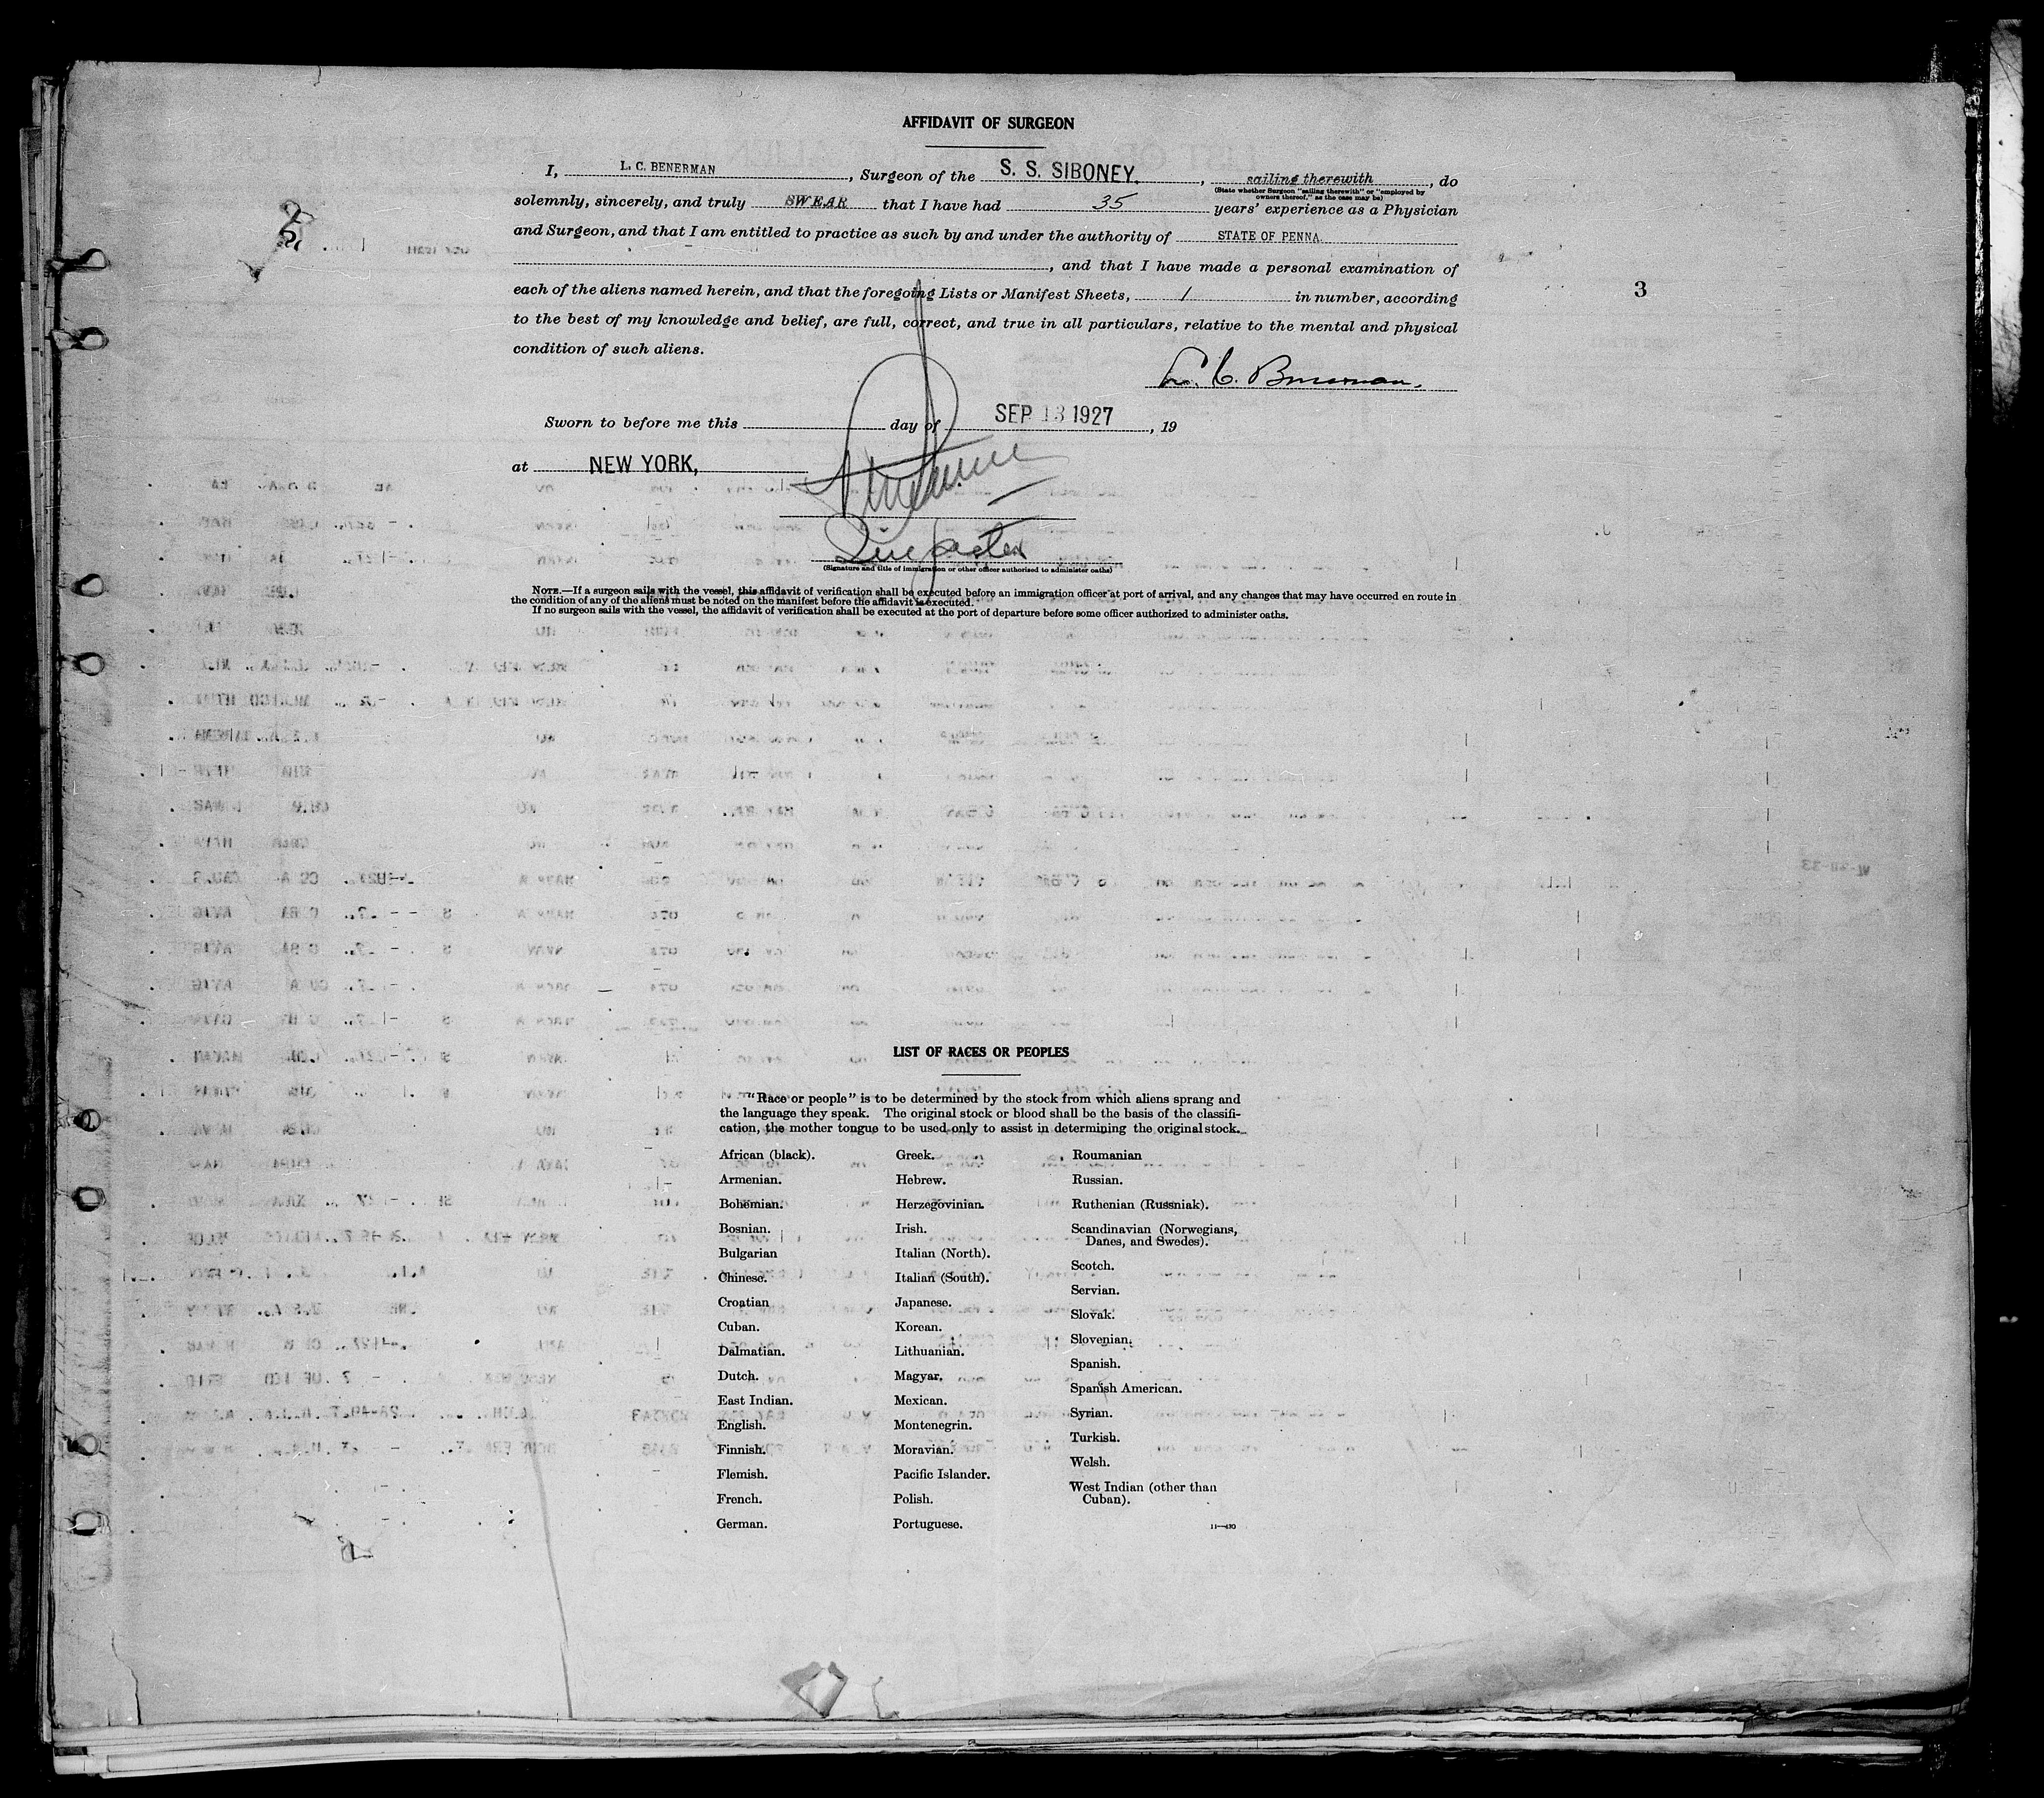 AFFIDAVIT OF SURGEON
I, L. C. BENERMAN, Surgeon of the S. S. SIBONEY, sailing therewith, do
(State whether Surgeon "sailing therewith" or "employed by
owners thereof," as the case may be)
solemnly, sincerely, and truly SWEAR that I have had 35 years' experience as a Physician
and Surgeon, and that I am entitled to practice as such by and under the authority of STATE OF PENNA.
, and that I have made a personal examination of
each of the aliens named herein, and that the foregoing Lists or Manifest Sheets, 1 in number, according
3
to the best of my knowledge and belief, are full, correct, and true in all particulars, relative to the mental and physical
condition of such aliens.
L. C. Benerman.
Sworn to before me this day of SEP 13 1927, 19
at NEW YORK,
(Signature and title of immigration or other officer authorized to administer oaths)
NOTE.—If a surgeon sails with the vessel, this affidavit of verification shall be executed before an immigration officer at port of arrival, and any changes that may have occurred en route in
the condition of any of the aliens must be noted on the manifest before the affidavit is executed.
If no surgeon sails with the vessel, the affidavit of verification shall be executed at the port of departure before some officer authorized to administer oaths.
LIST OF RACES OR PEOPLES
"Race or people" is to be determined by the stock from which aliens sprang and
the language they speak. The original stock or blood shall be the basis of the classifi-
cation, the mother tongue to be used only to assist in determining the original stock.
African (black).
Armenian.
Bohemian.
Bosnian.
Bulgarian
Chinese.
Croatian
Cuban.
Dalmatian.
Dutch.
East Indian.
English.
Finnish.
Flemish.
French.
German.
Greek.
Hebrew.
Herzegovinian.
Irish.
Italian (North).
Italian (South).
Japanese.
Korean.
Lithuanian.
Magyar.
Mexican.
Montenegrin.
Moravian.
Pacific Islander.
Polish.
Portuguese.
Roumanian
Russian.
Ruthenian (Russniak).
Scandinavian (Norwegians,
Danes, and Swedes).
Scotch.
Servian.
Slovak.
Slovenian.
Spanish.
Spanish American.
Syrian.
Turkish.
Welsh.
West Indian (other than
Cuban).